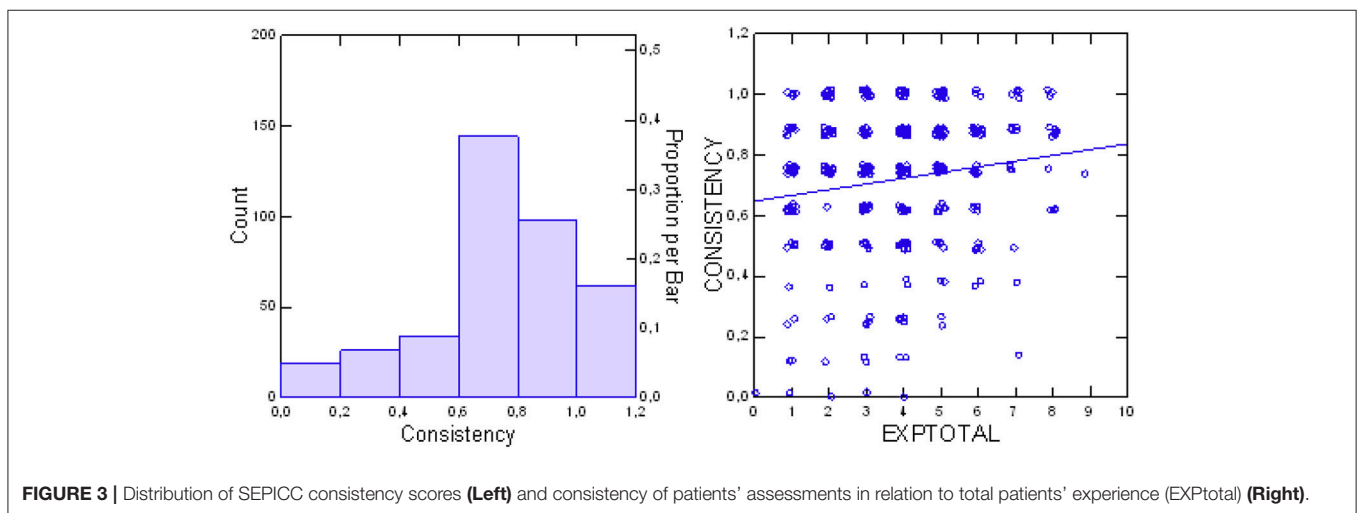 200
150
100
50
0
Count
0,5
0,4
0,3
0,2
0,1
0,0
Proportion per Bar
0,0 0,2 0,4 0,6 0,8 1,0 1,2
Consistency
1,2
1,0
0,8
0,6
0,4
0,2
0,0
CONSISTENCY
0 1 2 3 4 5 6 7 8 9 10
EXPTOTAL
FIGURE 3 | Distribution of SEPICC consistency scores (Left) and consistency of patients' assessments in relation to total patients' experience (EXPtotal) (Right).